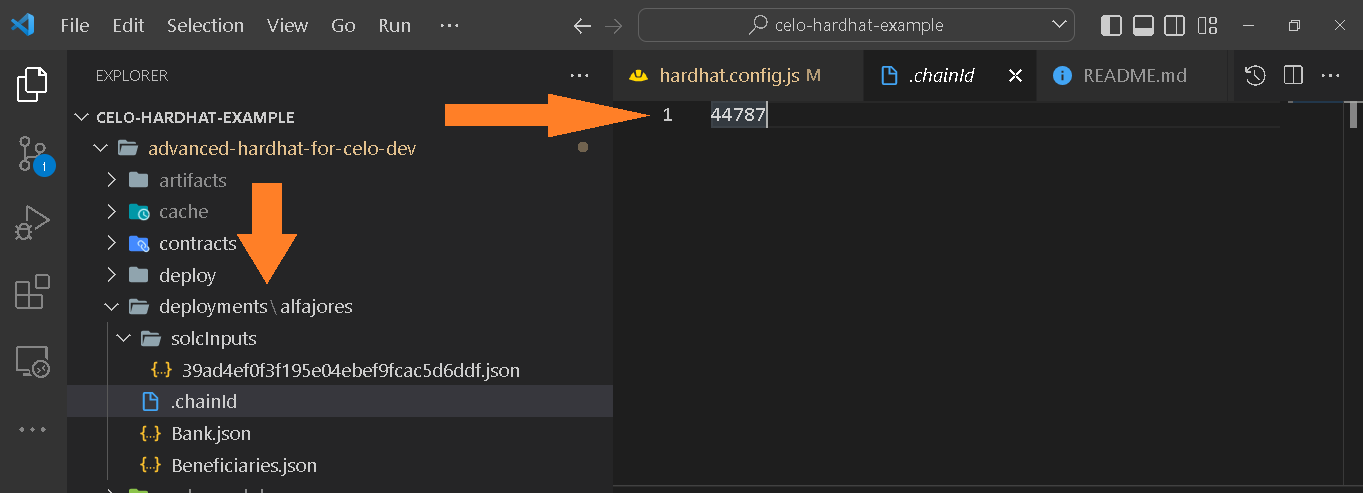 File Edit View Go Run ··· celo-hardhat-example
EXPLORER ···
hardhat.config.js M .chainId README.md ···
CELO-HARDHAT-EXAMPLE
1 44787
advanced-hardhat-for-celo-dev
artifacts
cache
contracts
deploy
deployments\alfajores
solcInputs
{..} 39ad4ef0f3f195e04ebef9fcac5d6ddf.json
.chainId
{..} Bank.json
{..} Beneficiaries.json
1